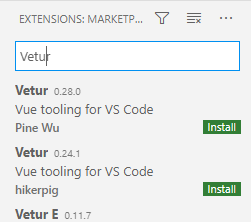 EXTENSIONS: MARKETP...
Vetur
Vetur 0.28.0
Vue tooling for VS Code
Pine Wu Install
Vetur 0.24.1
Vue tooling for VS Code
hikerpig Install
Vetur E 0.11.7